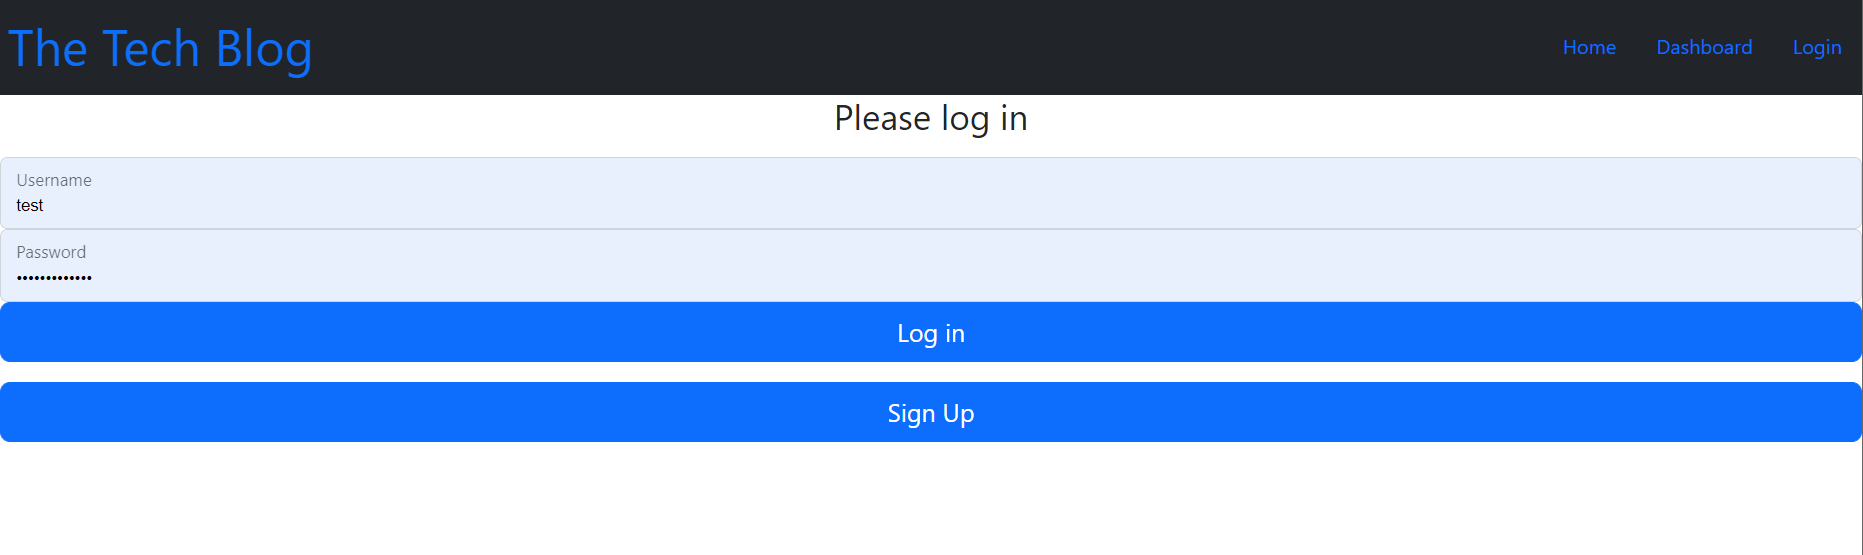 The Tech Blog
Home Dashboard Login
Please log in
Username
test
Password
•••••••••••••
Log in
Sign Up